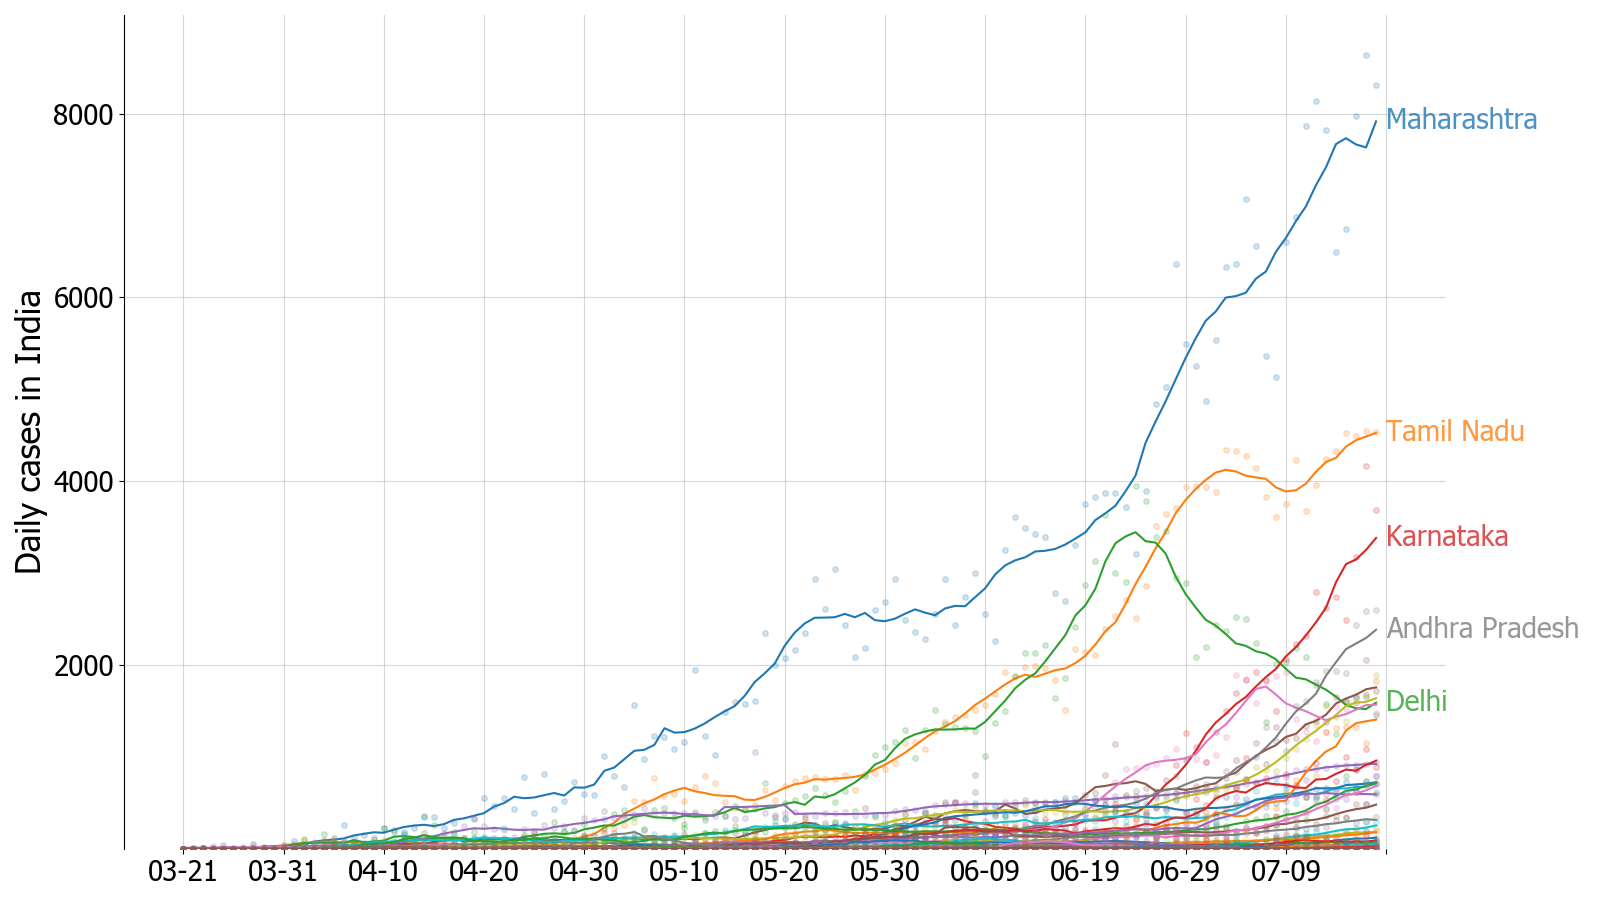 Daily cases in India
8000
6000
4000
2000
Maharashtra
Tamil Nadu
Karnataka
Andhra Pradesh
Delhi
03-21 03-31 04-10 04-20 04-30 05-10 05-20 05-30 06-09 06-19 06-29 07-09